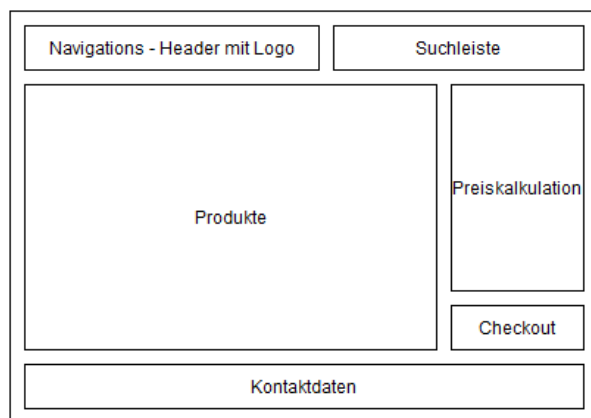 Navigations - Header mit Logo
Suchleiste
Produkte
Preiskalkulation
Checkout
Kontaktdaten